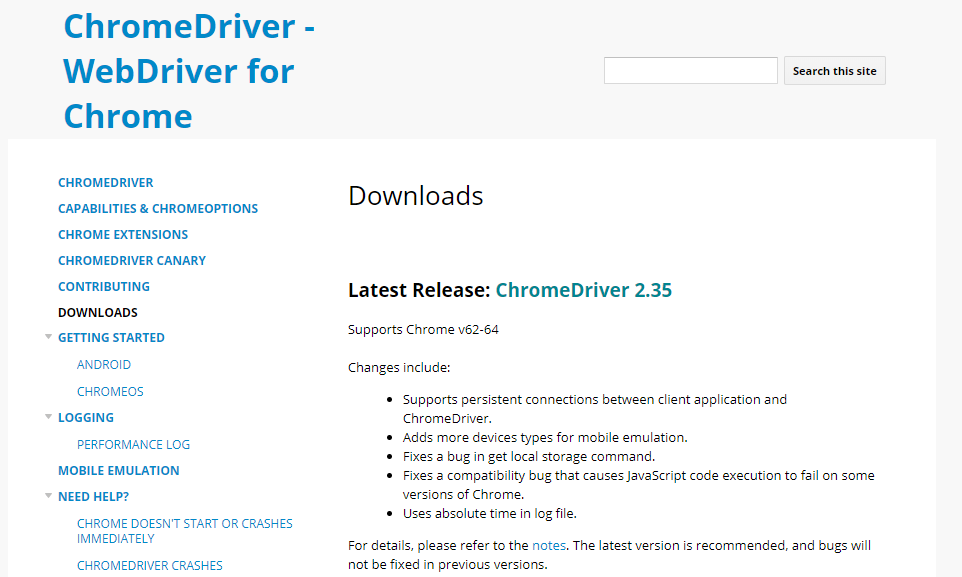 ChromeDriver -
WebDriver for
Chrome
Search this site
CHROMEDRIVER
CAPABILITIES & CHROMEOPTIONS
CHROME EXTENSIONS
CHROMEDRIVER CANARY
CONTRIBUTING
DOWNLOADS
GETTING STARTED
ANDROID
CHROMEOS
LOGGING
PERFORMANCE LOG
MOBILE EMULATION
NEED HELP?
CHROME DOESN'T START OR CRASHES
IMMEDIATELY
CHROMEDRIVER CRASHES
Downloads
Latest Release: ChromeDriver 2.35
Supports Chrome v62-64
Changes include:
• Supports persistent connections between client application and
ChromeDriver.
• Adds more devices types for mobile emulation.
• Fixes a bug in get local storage command.
• Fixes a compatibility bug that causes JavaScript code execution to fail on some
versions of Chrome.
• Uses absolute time in log file.
For details, please refer to the notes. The latest version is recommended, and bugs will
not be fixed in previous versions.